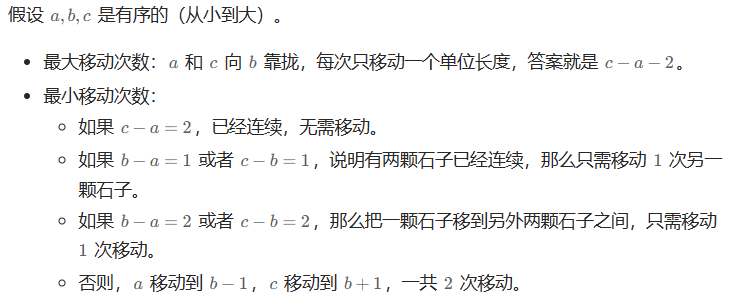 假设 a, b, c 是有序的（从小到大）。
• 最大移动次数：a 和 c 向 b 靠拢，每次只移动一个单位长度，答案就是 c − a − 2。
• 最小移动次数：
◦ 如果 c − a = 2，已经连续，无需移动。
◦ 如果 b − a = 1 或者 c − b = 1，说明有两颗石子已经连续，那么只需移动 1 次另一
颗石子。
◦ 如果 b − a = 2 或者 c − b = 2，那么把一颗石子移到另外两颗石子之间，只需移动
1 次移动。
◦ 否则，a 移动到 b − 1，c 移动到 b + 1，一共 2 次移动。